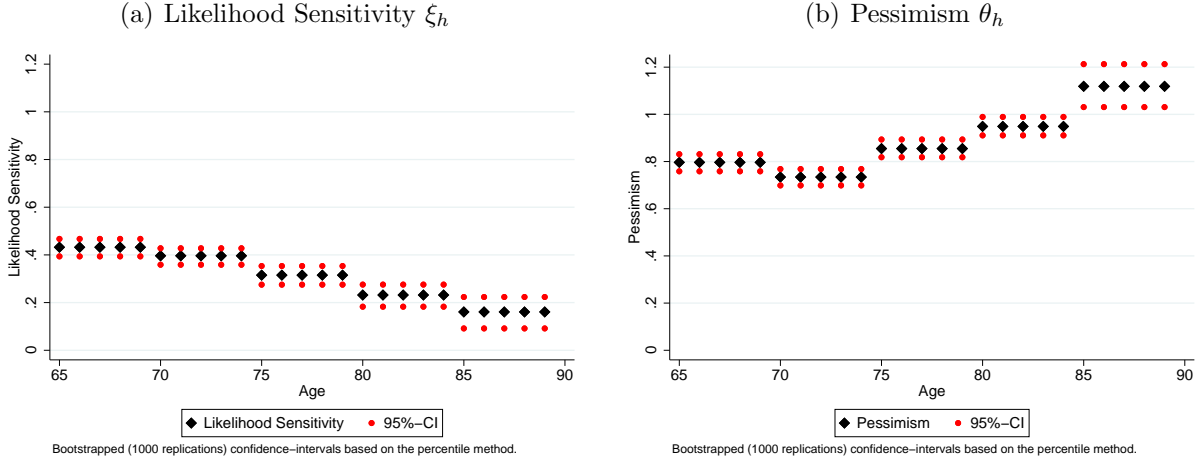 (a) Likelihood Sensitivity ξh
Likelihood Sensitivity
1.2
1
.8
.6
.4
.2
0
65 70 75 80 85 90
Age
Likelihood Sensitivity 95%−CI
Bootstrapped (1000 replications) confidence−intervals based on the percentile method.
(b) Pessimism θh
Pessimism
1.2
1
.8
.6
.4
.2
0
65 70 75 80 85 90
Age
Pessimism 95%−CI
Bootstrapped (1000 replications) confidence−intervals based on the percentile method.